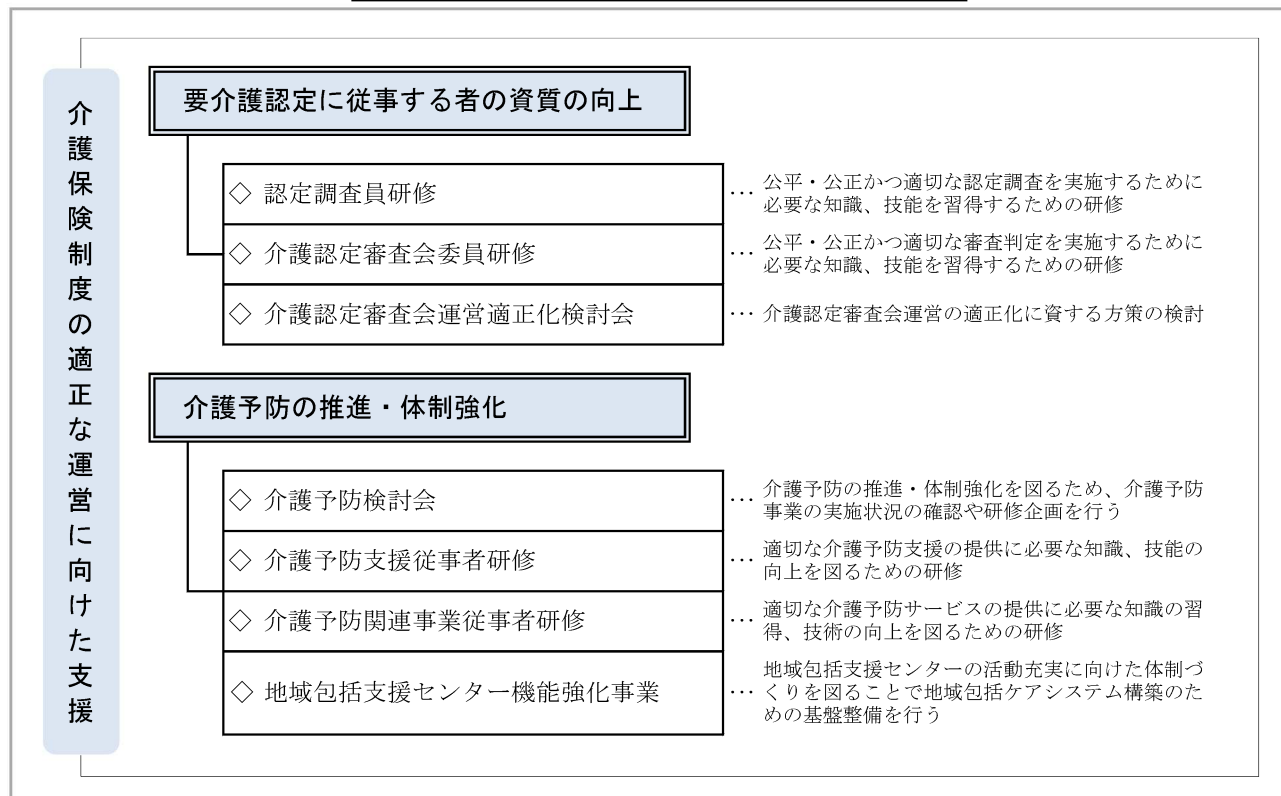 介護保険制度の適正な運営に向けた支援
要介護認定に従事する者の資質の向上
◇ 認定調査員研修
… 公平・公正かつ適切な認定調査を実施するために
必要な知識、技能を習得するための研修
◇ 介護認定審査会委員研修
… 公平・公正かつ適切な審査判定を実施するために
必要な知識、技能を習得するための研修
◇ 介護認定審査会運営適正化検討会
… 介護認定審査会運営の適正化に資する方策の検討
介護予防の推進・体制強化
◇ 介護予防検討会
… 介護予防の推進・体制強化を図るため、介護予防
事業の実施状況の確認や研修企画を行う
◇ 介護予防支援従事者研修
… 適切な介護予防支援の提供に必要な知識、技能の
向上を図るための研修
◇ 介護予防関連事業従事者研修
… 適切な介護予防サービスの提供に必要な知識の習
得、技術の向上を図るための研修
◇ 地域包括支援センター機能強化事業
… 地域包括支援センターの活動充実に向けた体制づ
くりを図ることで地域包括ケアシステム構築のた
めの基盤整備を行う